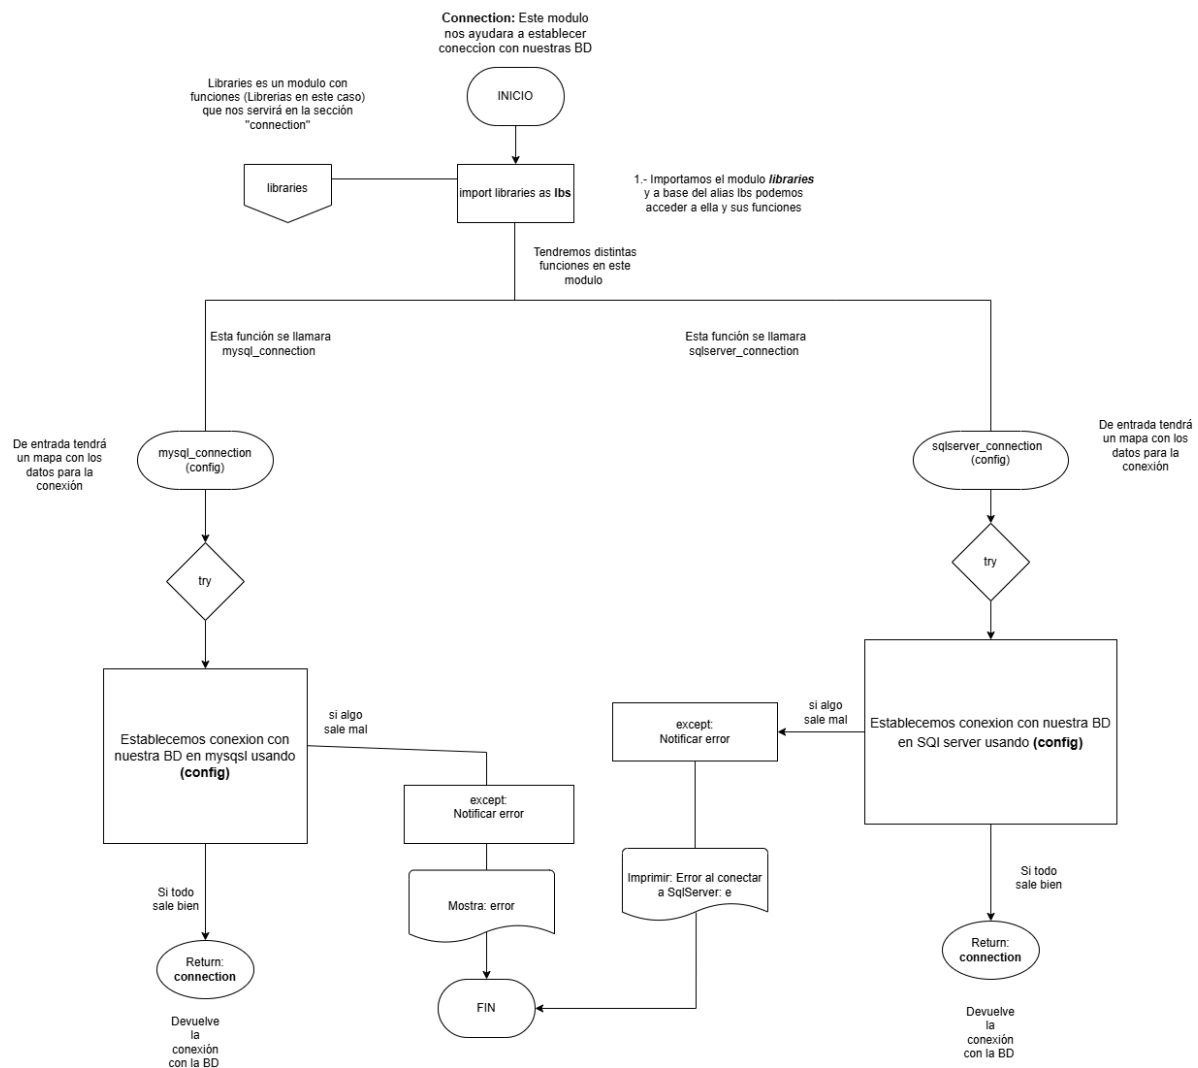 Connection: Este modulo
nos ayudara a establecer
coneccion con nuestras BD
INICIO
Libraries es un modulo con
funciones (Librerias en este caso)
que nos servirá en la sección
"connection"
libraries
import libraries as lbs
1.- Importamos el modulo libraries
y a base del alias lbs podemos
acceder a ella y sus funciones
Tendremos distintas
funciones en este
modulo
Esta función se llamara
mysql_connection
Esta función se llamara
sqlserver_connection
De entrada tendrá
un mapa con los
datos para la
conexión
mysql_connection
(config)
sqlserver_connection
(config)
De entrada tendrá
un mapa con los
datos para la
conexión
try
try
Establecemos conexion con
nuestra BD en mysqsl usando
(config)
si algo
sale mal
except:
Notificar error
Mostra: error
Si todo
sale bien
Return:
connection
Devuelve
la
conexión
con la BD
Establecemos conexion con nuestra BD
en SQl server usando (config)
si algo
sale mal
except:
Notificar error
Imprimir: Error al conectar
a SqlServer: e
FIN
Si todo
sale bien
Return:
connection
Devuelve
la
conexión
con la BD